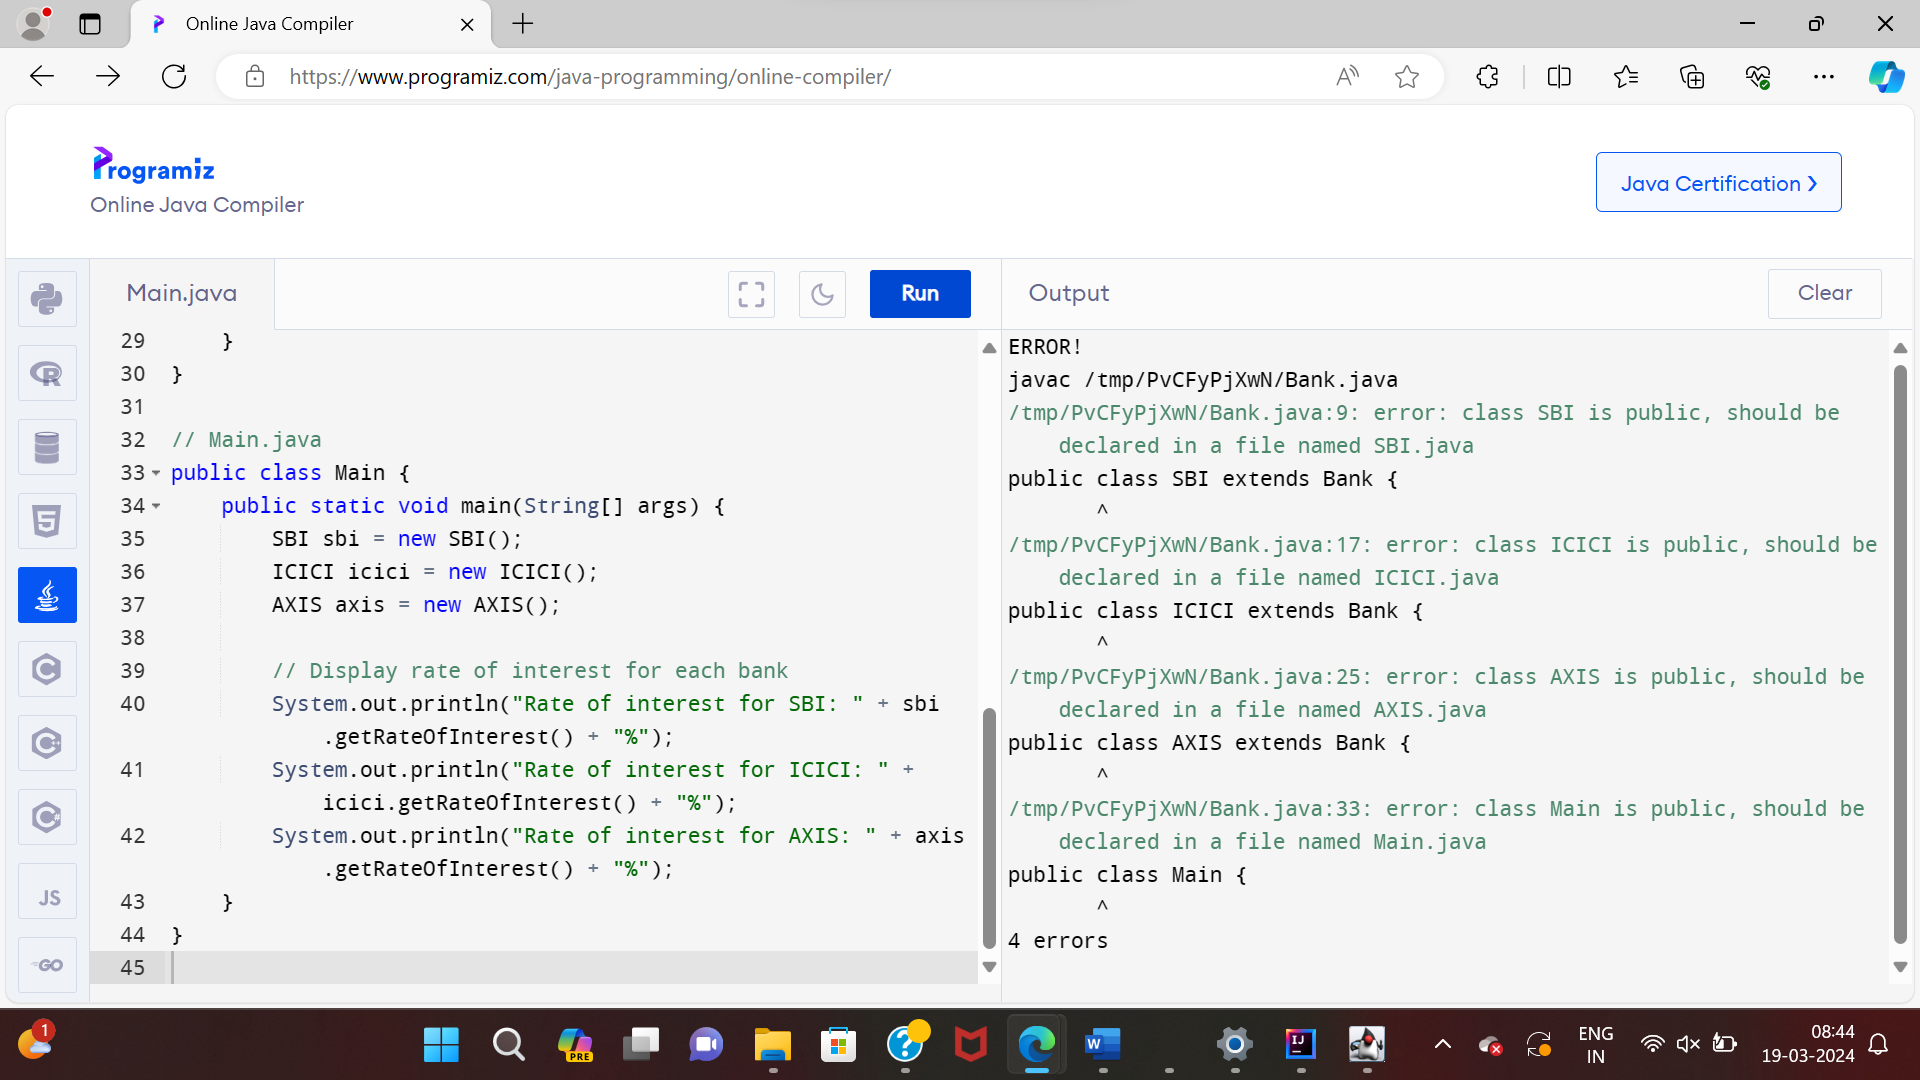 Online Java Compiler
https://www.programiz.com/java-programming/online-compiler/
Programiz
Online Java Compiler
Java Certification ❯
Main.java
Run
Output
Clear
29     }
30 }
31
32 // Main.java
33 public class Main {
34     public static void main(String[] args) {
35         SBI sbi = new SBI();
36         ICICI icici = new ICICI();
37         AXIS axis = new AXIS();
38
39         // Display rate of interest for each bank
40         System.out.println("Rate of interest for SBI: " + sbi
            .getRateOfInterest() + "%");
41         System.out.println("Rate of interest for ICICI: " +
            icici.getRateOfInterest() + "%");
42         System.out.println("Rate of interest for AXIS: " + axis
            .getRateOfInterest() + "%");
43     }
44 }
45
ERROR!
javac /tmp/PvCFyPjXwN/Bank.java
/tmp/PvCFyPjXwN/Bank.java:9: error: class SBI is public, should be
    declared in a file named SBI.java
public class SBI extends Bank {
       ^
/tmp/PvCFyPjXwN/Bank.java:17: error: class ICICI is public, should be
    declared in a file named ICICI.java
public class ICICI extends Bank {
       ^
/tmp/PvCFyPjXwN/Bank.java:25: error: class AXIS is public, should be
    declared in a file named AXIS.java
public class AXIS extends Bank {
       ^
/tmp/PvCFyPjXwN/Bank.java:33: error: class Main is public, should be
    declared in a file named Main.java
public class Main {
       ^
4 errors
R
5
C
C++
C#
JS
GO
1
PRE
W
IJ
ENG
IN
08:44
19-03-2024